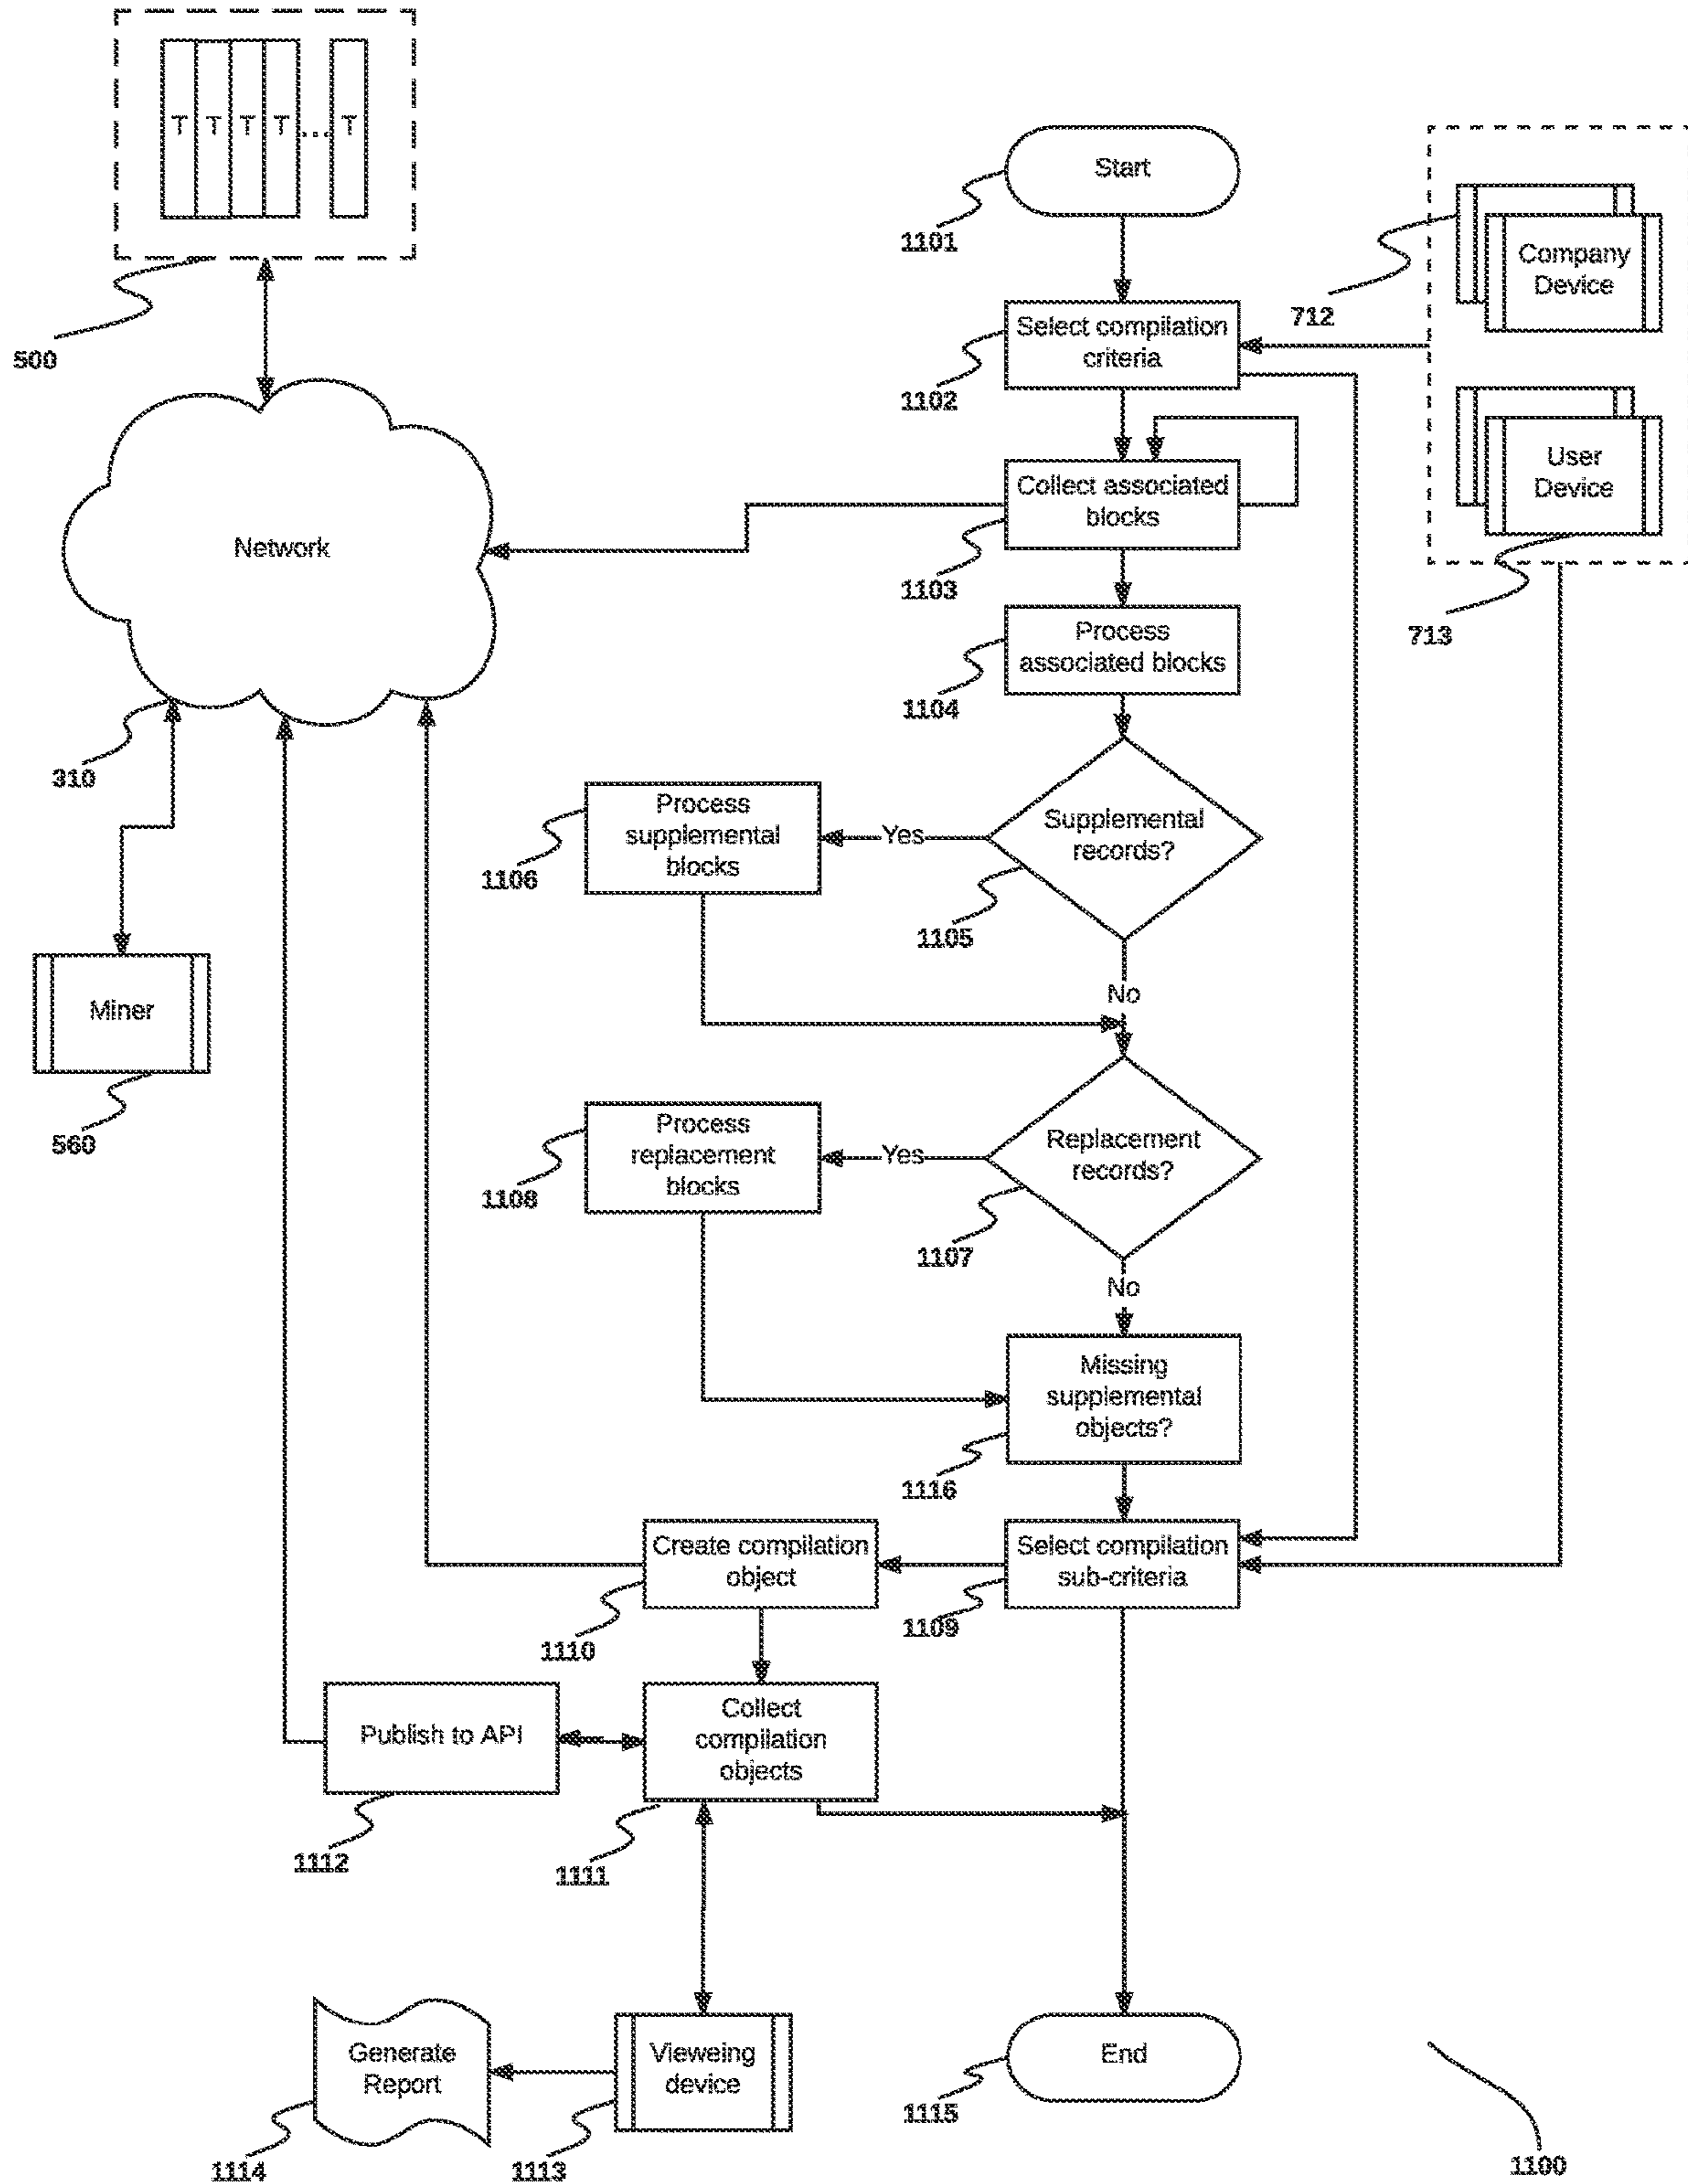 T T T T ... T
500
Start
1101
Company
Device
712
Select compilation
criteria
1102
User
Device
713
Collect associated
blocks
1103
Network
310
Process
associated blocks
1104
Supplemental
records?
1105
Yes
Process
supplemental
blocks
1106
No
Miner
560
Replacement
records?
1107
Yes
Process
replacement
blocks
1108
No
Missing
supplemental
objects?
1116
Select compilation
sub-criteria
1109
Create compilation
object
1110
Collect
compilation
objects
1111
Publish to API
1112
Vieweing
device
1113
Generate
Report
1114
End
1115
1100